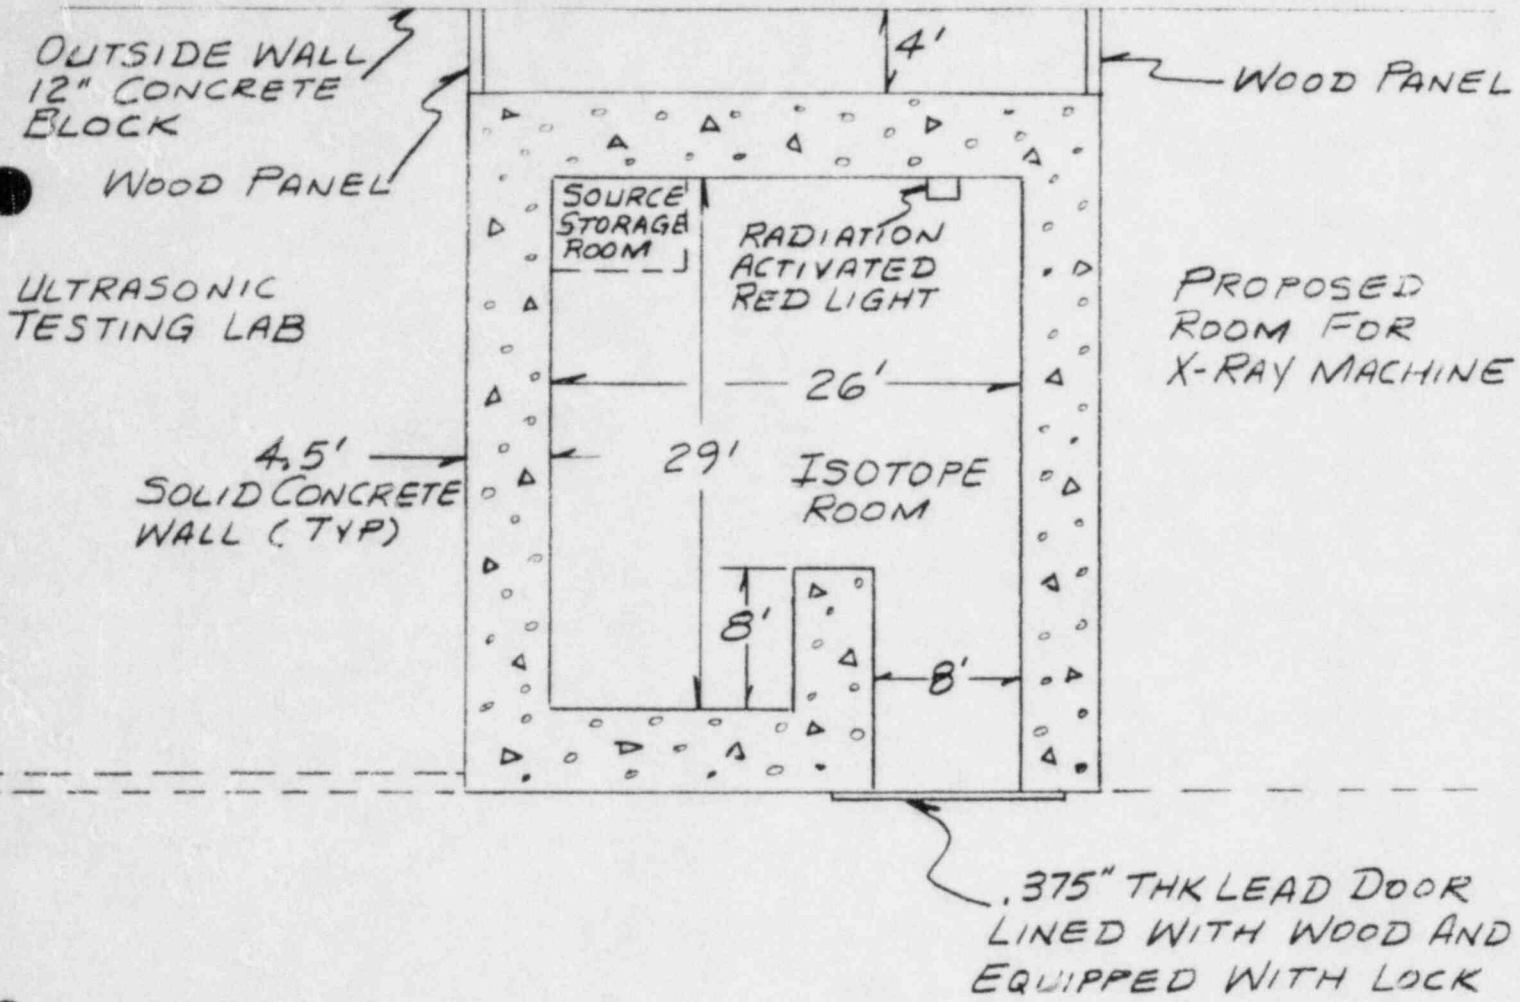 OUTSIDE WALL
12" CONCRETE
BLOCK
WOOD PANEL
4'
WOOD PANEL
SOURCE
STORAGE
ROOM
RADIATION
ACTIVATED
RED LIGHT
ULTRASONIC
TESTING LAB
PROPOSED
ROOM FOR
X-RAY MACHINE
26'
4.5'
SOLID CONCRETE
WALL (TYP)
29'
ISOTOPE
ROOM
8'
8'
.375" THK LEAD DOOR
LINED WITH WOOD AND
EQUIPPED WITH LOCK